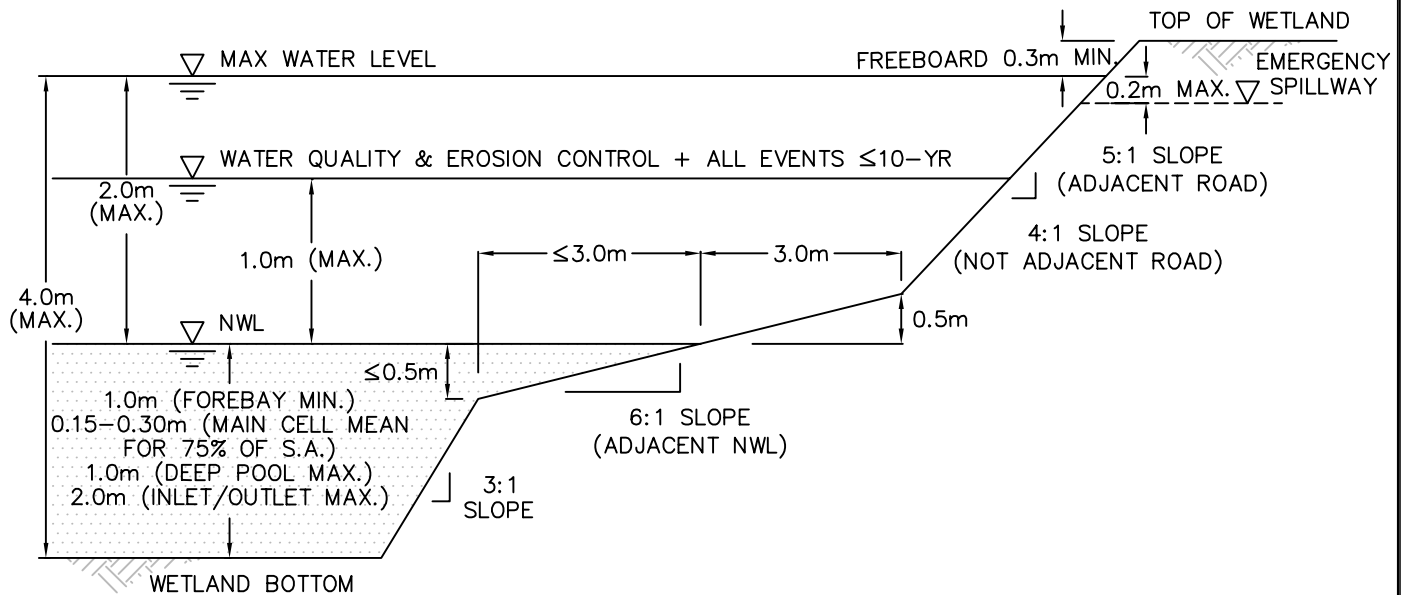 TOP OF WETLAND
MAX WATER LEVEL
FREEBOARD 0.3m MIN.
EMERGENCY
SPILLWAY
0.2m MAX.
WATER QUALITY & EROSION CONTROL + ALL EVENTS ≤10-YR
5:1 SLOPE
(ADJACENT ROAD)
2.0m
(MAX.)
4:1 SLOPE
(NOT ADJACENT ROAD)
1.0m (MAX.)
≤3.0m
3.0m
4.0m
(MAX.)
NWL
0.5m
≤0.5m
1.0m (FOREBAY MIN.)
0.15-0.30m (MAIN CELL MEAN
FOR 75% OF S.A.)
1.0m (DEEP POOL MAX.)
2.0m (INLET/OUTLET MAX.)
6:1 SLOPE
(ADJACENT NWL)
3:1
SLOPE
WETLAND BOTTOM